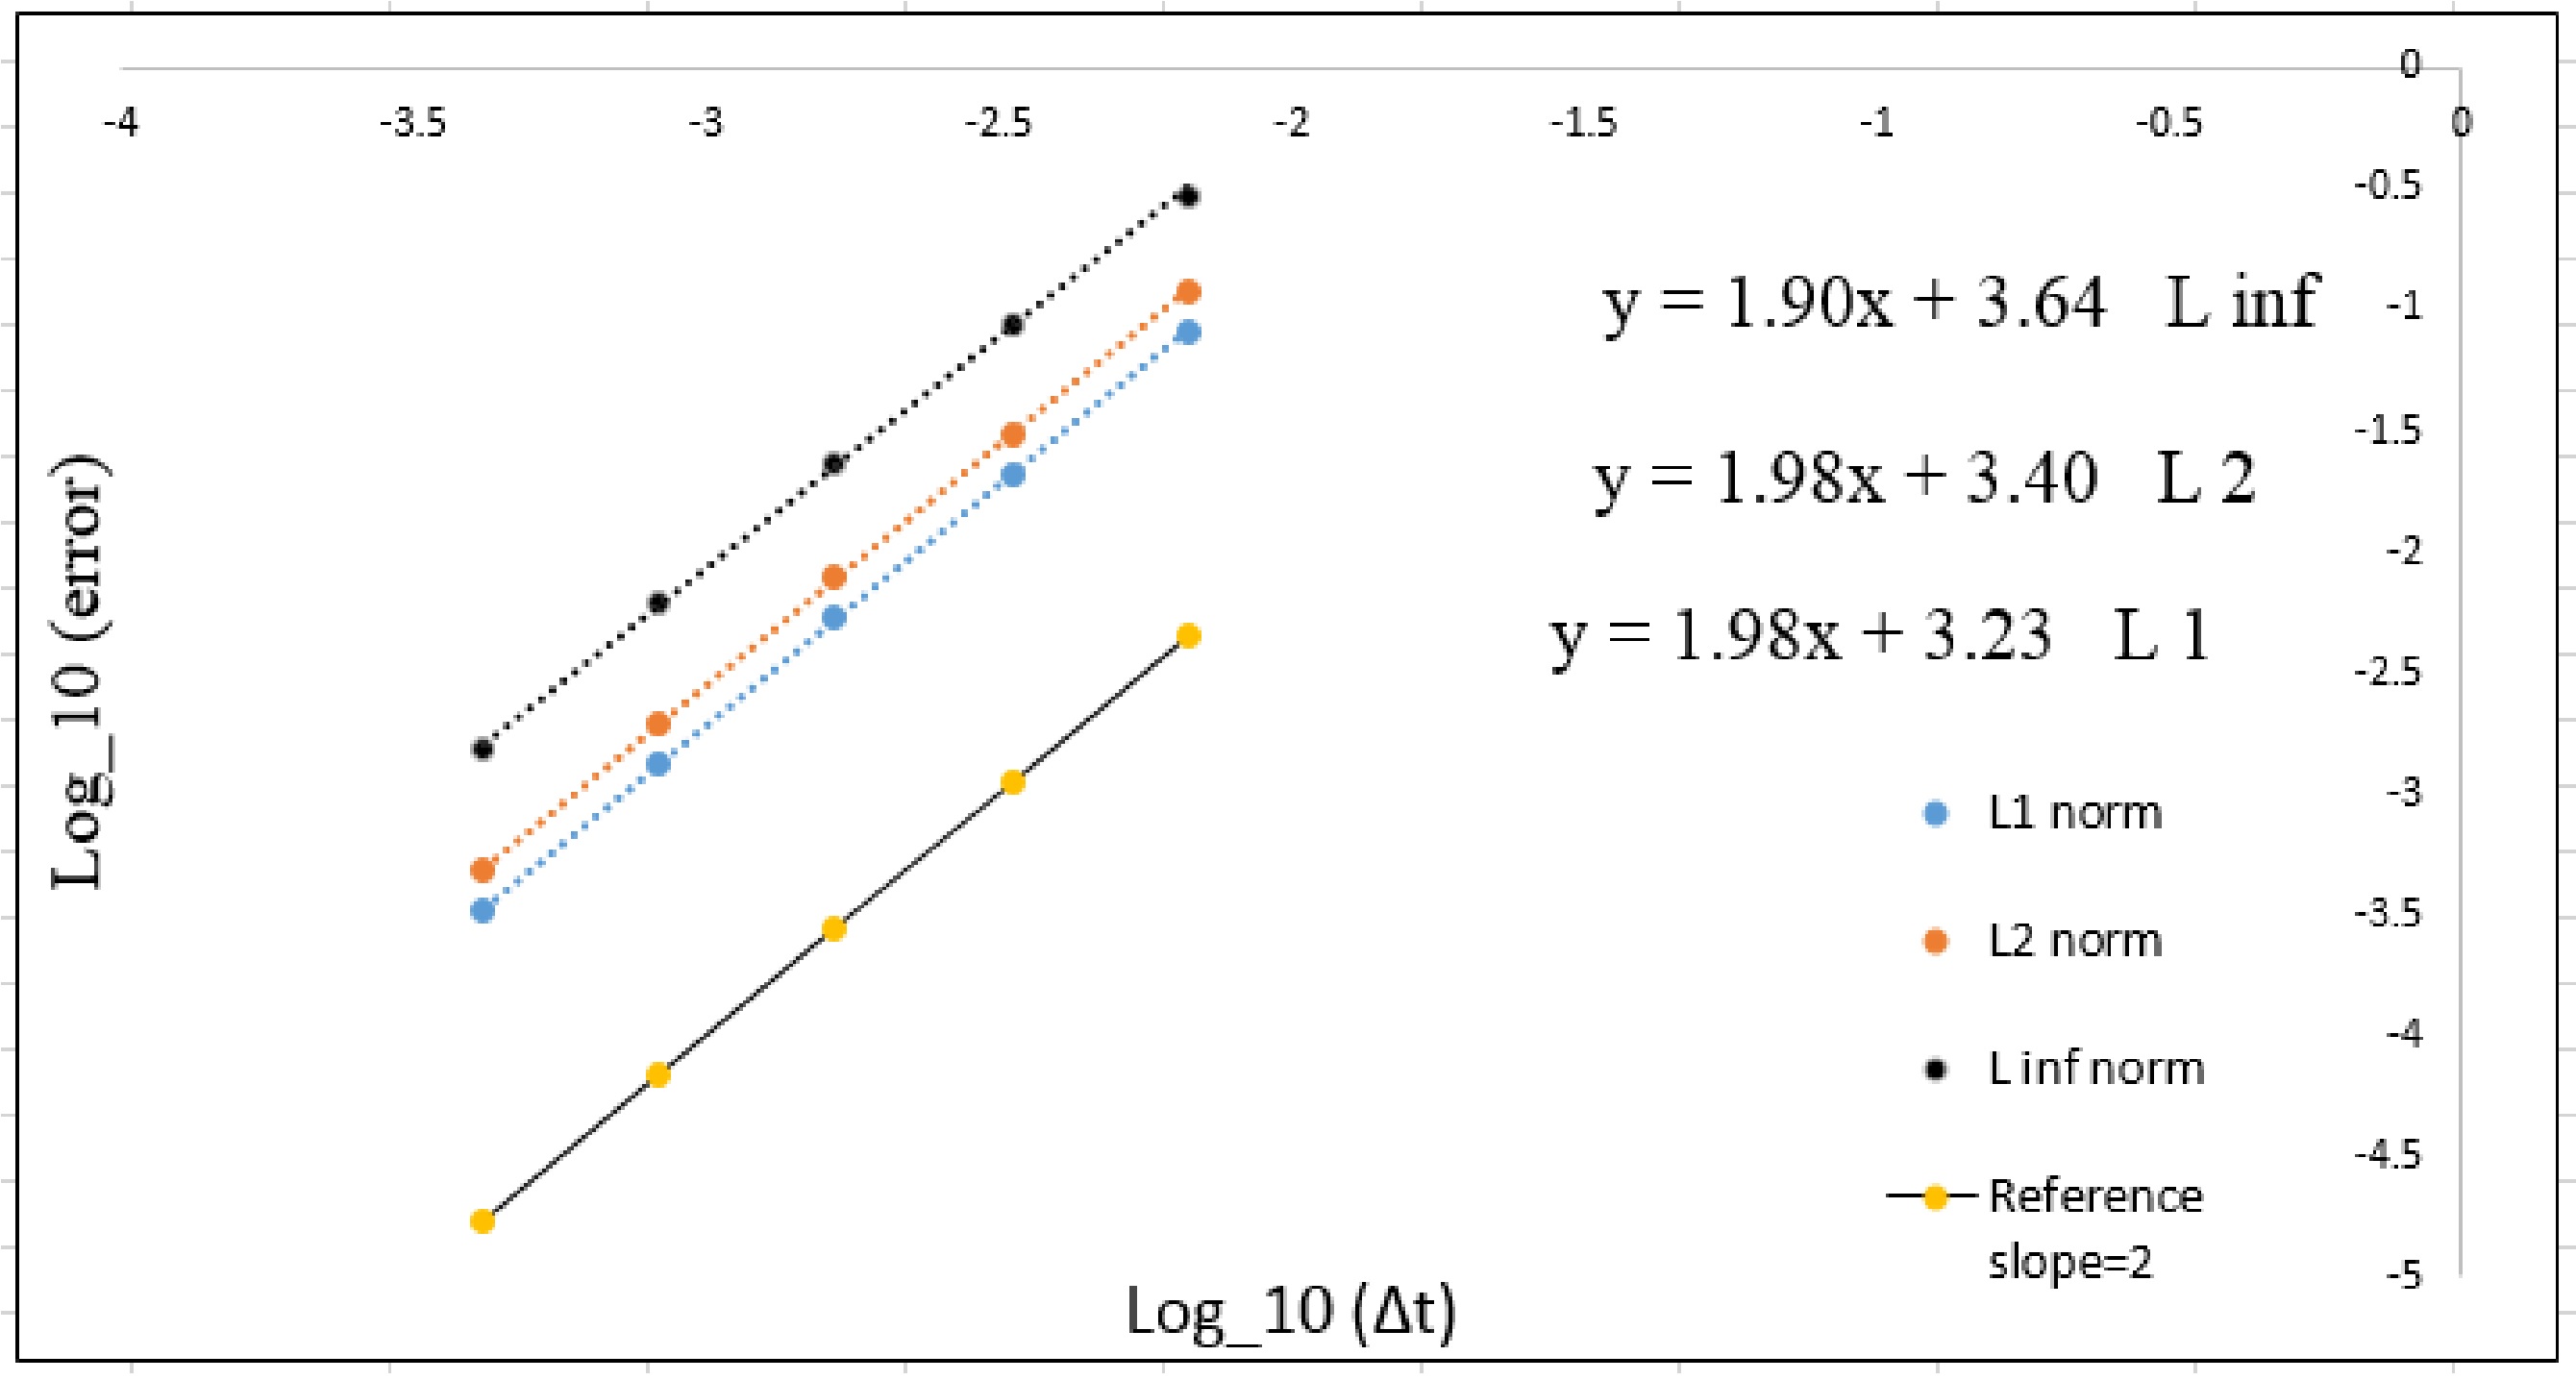 0
-4 -3.5 -3 -2.5 -2 -1.5 -1 -0.5 0
-0.5
y = 1.90x + 3.64 L inf
-1
-1.5
y = 1.98x + 3.40 L 2
-2
y = 1.98x + 3.23 L 1
-2.5
Log_10 (error)
-3
L1 norm
-3.5
L2 norm
-4
L inf norm
-4.5
Reference
slope=2
-5
Log_10 (Δt)